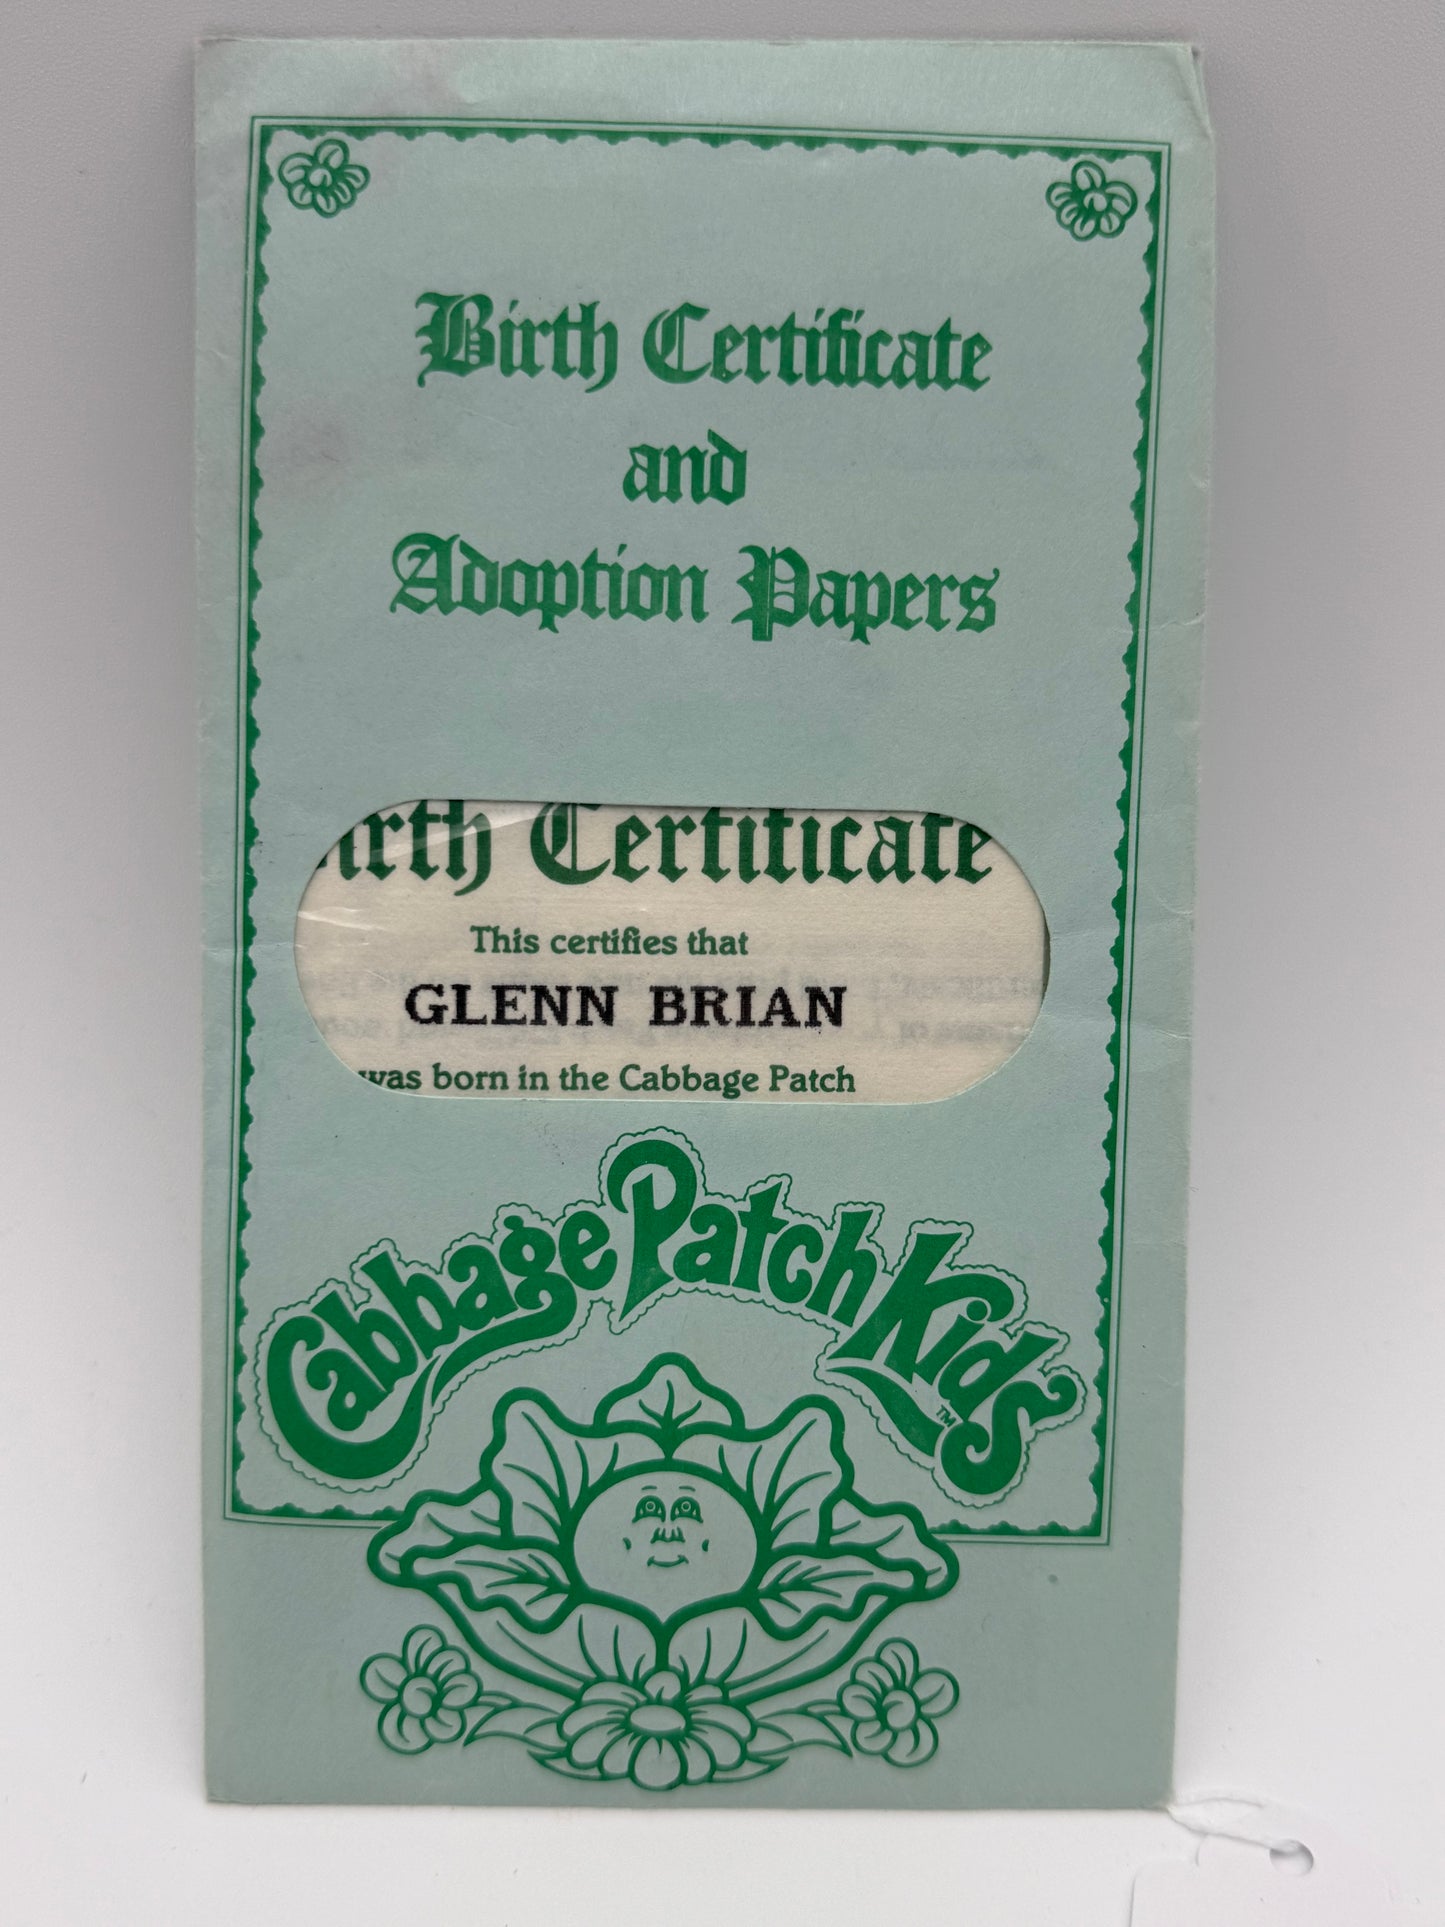 Birth Certificate
and
Adoption Papers
irth Certificate
This certifies that
GLENN BRIAN
was born in the Cabbage Patch
Cabbage Patch Kids™